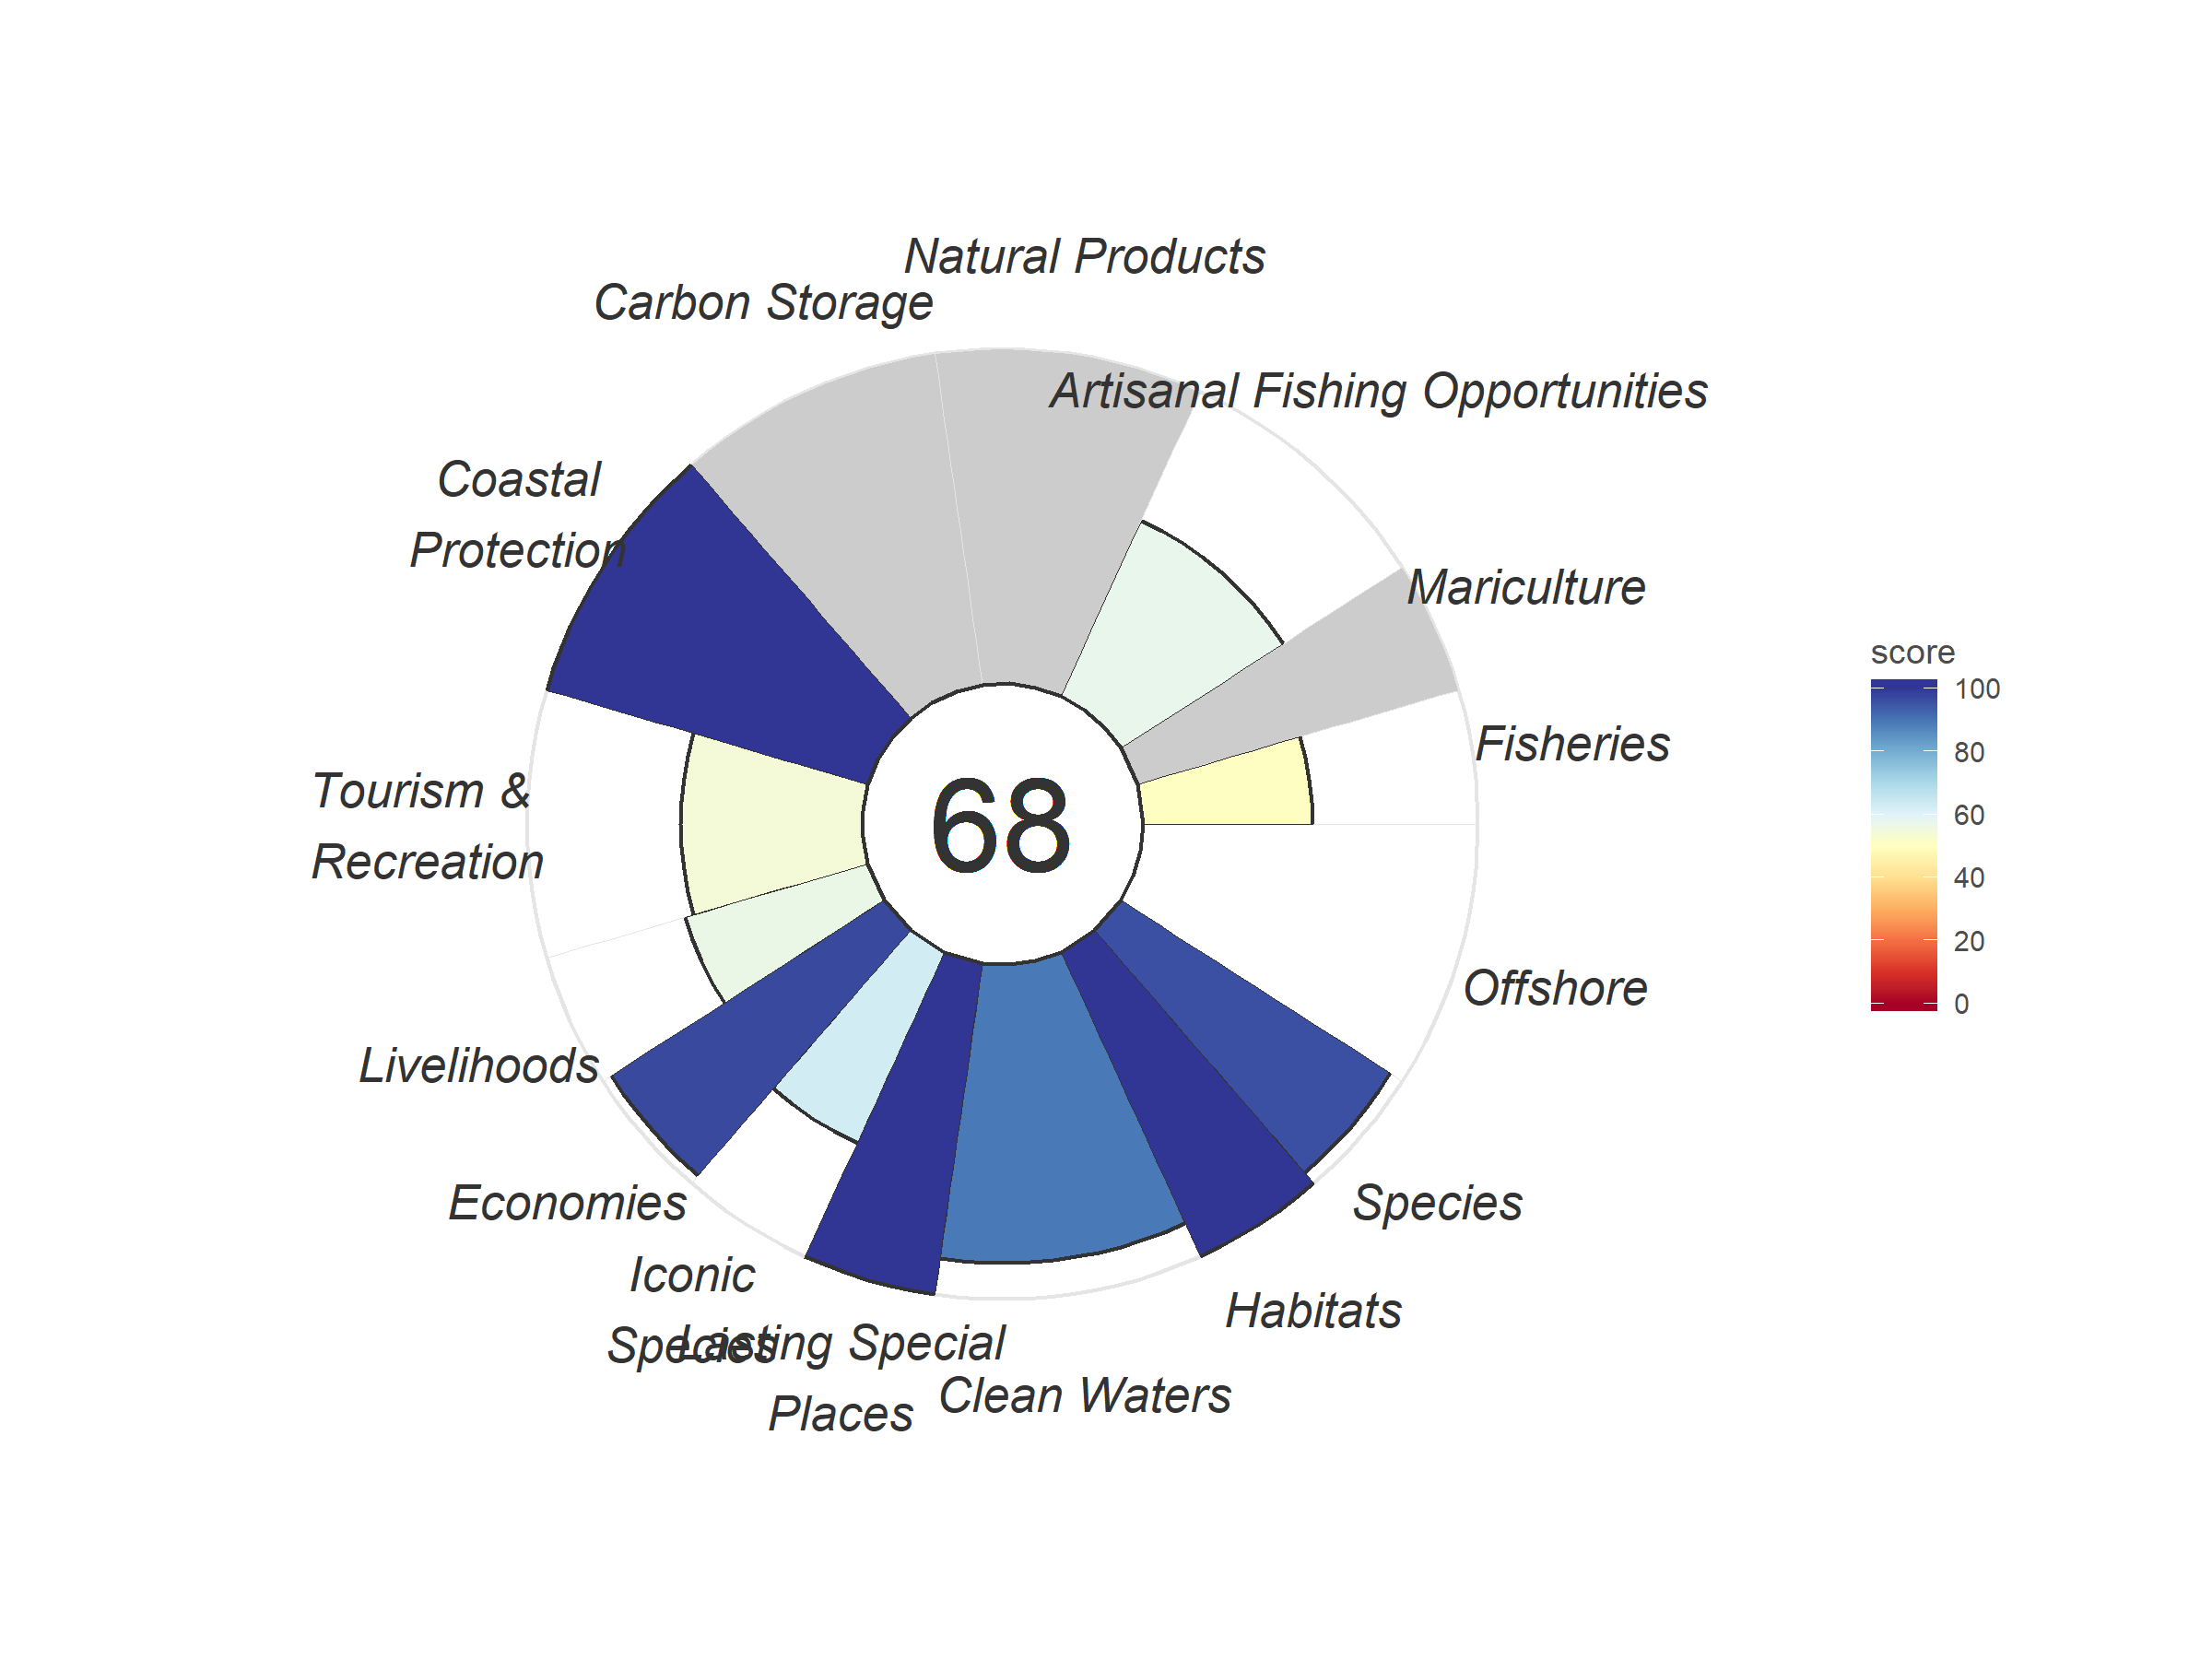 Natural Products
Carbon Storage
Artisanal Fishing Opportunities
Coastal
Protection
Mariculture
Fisheries
Tourism &
Recreation
68
Offshore
Livelihoods
Economies
Species
Iconic
Species
Habitats
Lasting Special
Places
Clean Waters
score
100
80
60
40
20
0